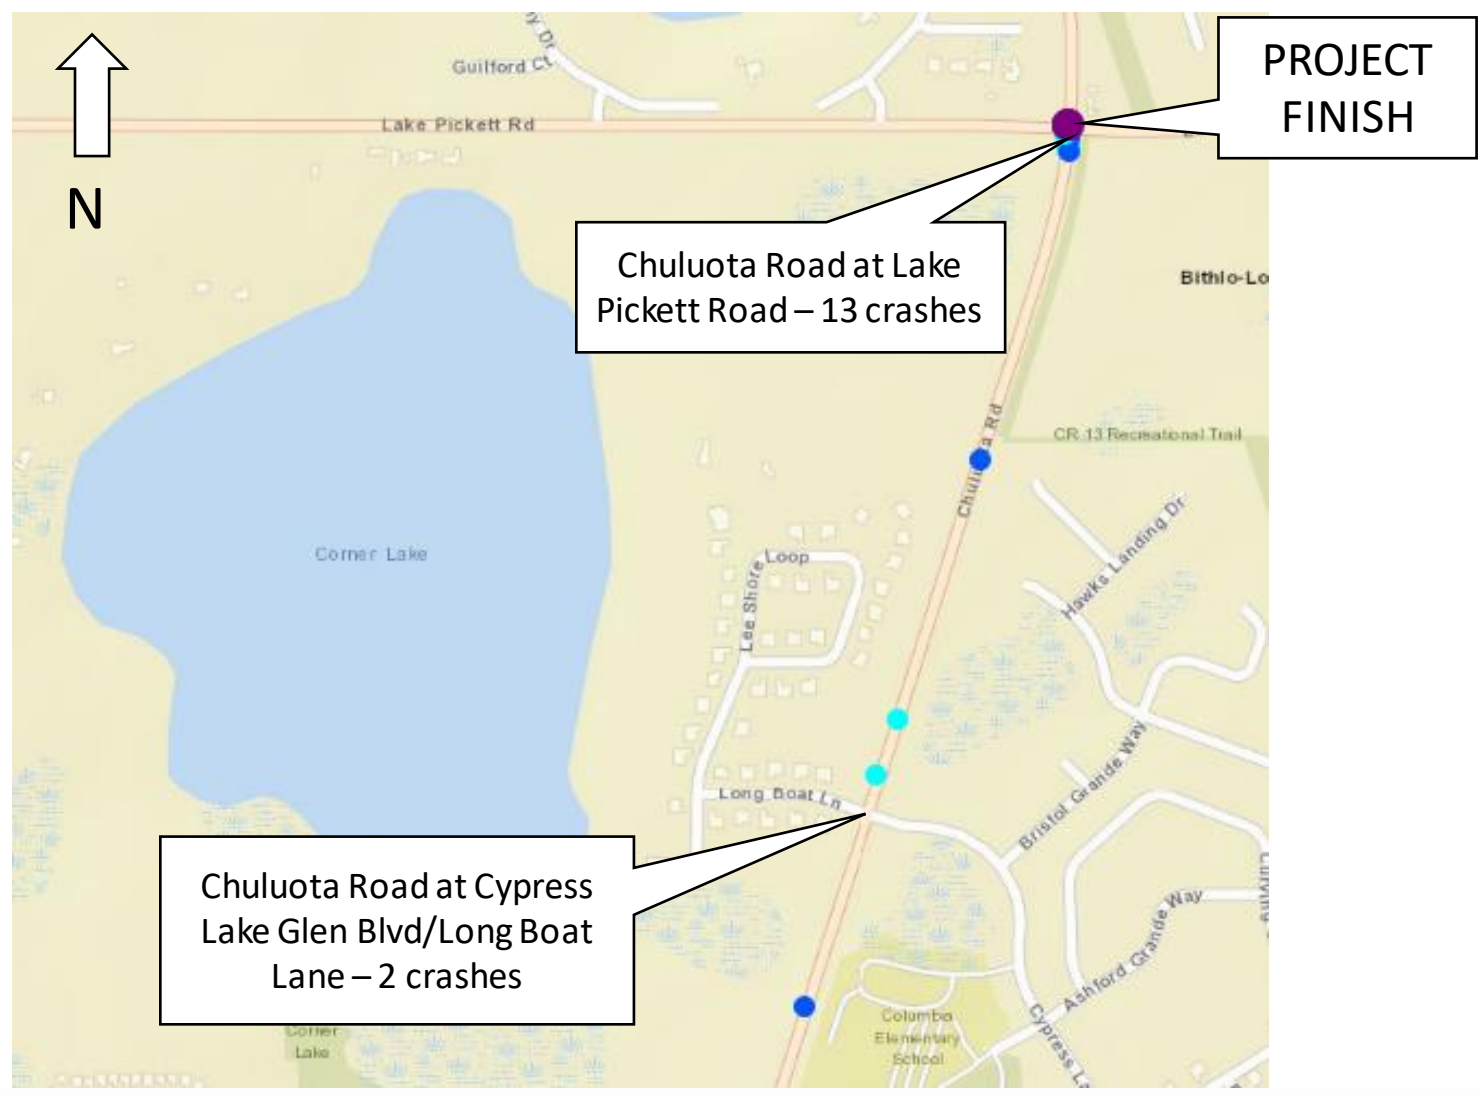 PROJECT
FINISH
Guilford Ct
Lake Pickett Rd
N
Chuluota Road at Lake
Pickett Road – 13 crashes
Bithlo-Lo
CR 13 Recreational Trail
Hawks Landing Dr
Corner Lake
Loop
Lee Shore
Long Boat Ln
Bristol Grande Way
Chuluota Road at Cypress
Lake Glen Blvd/Long Boat
Lane – 2 crashes
Ashford Grande Way
Columbia
Elementary
School
Cypress La
Corner
Lake